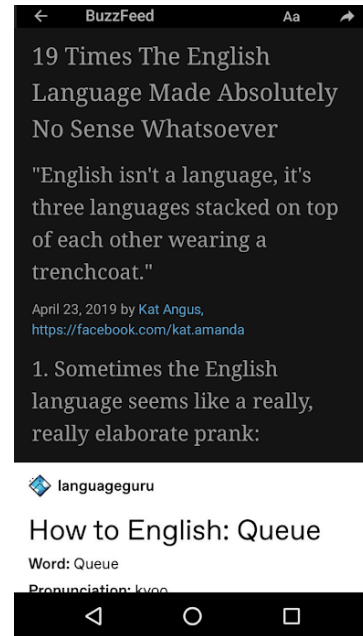 BuzzFeed
Aa
19 Times The English
Language Made Absolutely
No Sense Whatsoever
"English isn't a language, it's
three languages stacked on top
of each other wearing a
trenchcoat."
April 23, 2019 by Kat Angus,
https://facebook.com/kat.amanda
1. Sometimes the English
language seems like a really,
really elaborate prank:
languageguru
How to English: Queue
Word: Queue
Pronunciation: kyoo